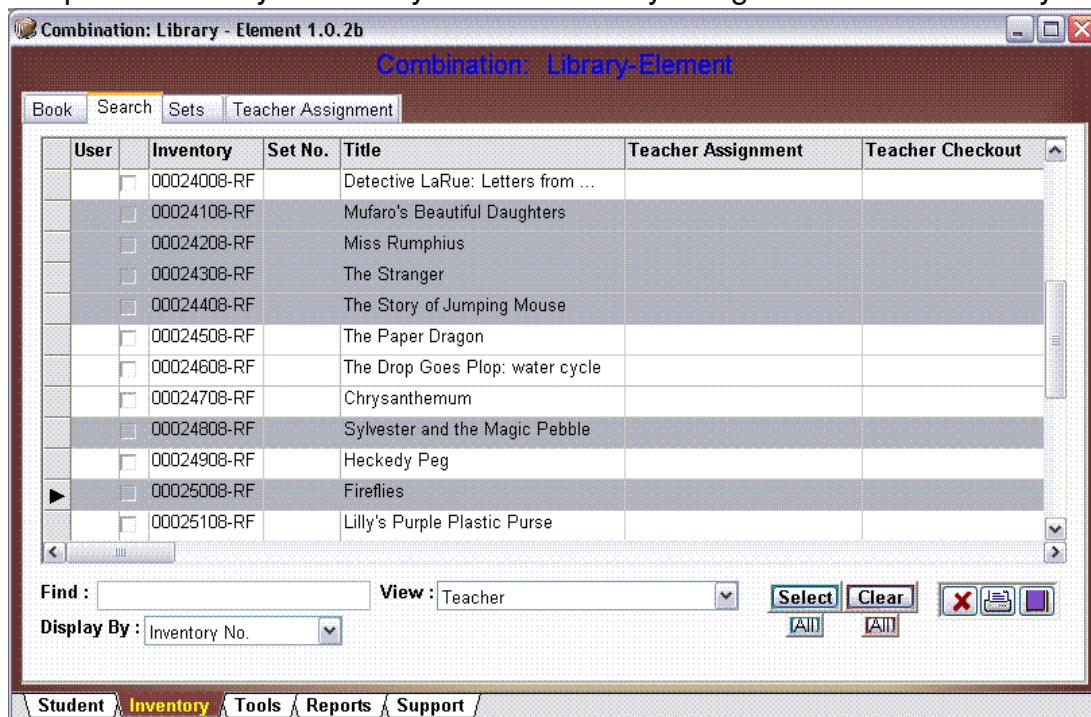 Combination: Library - Element 1.0.2b
Combination: Library-Element
Book Search Sets Teacher Assignment
User Inventory Set No. Title Teacher Assignment Teacher Checkout
00024008-RF Detective LaRue: Letters from ...
00024108-RF Mufaro's Beautiful Daughters
00024208-RF Miss Rumphius
00024308-RF The Stranger
00024408-RF The Story of Jumping Mouse
00024508-RF The Paper Dragon
00024608-RF The Drop Goes Plop: water cycle
00024708-RF Chrysanthemum
00024808-RF Sylvester and the Magic Pebble
00024908-RF Heckedy Peg
00025008-RF Fireflies
00025108-RF Lilly's Purple Plastic Purse
Find : View : Teacher Select Clear
Display By : Inventory No. [All] [All]
Student Inventory Tools Reports Support